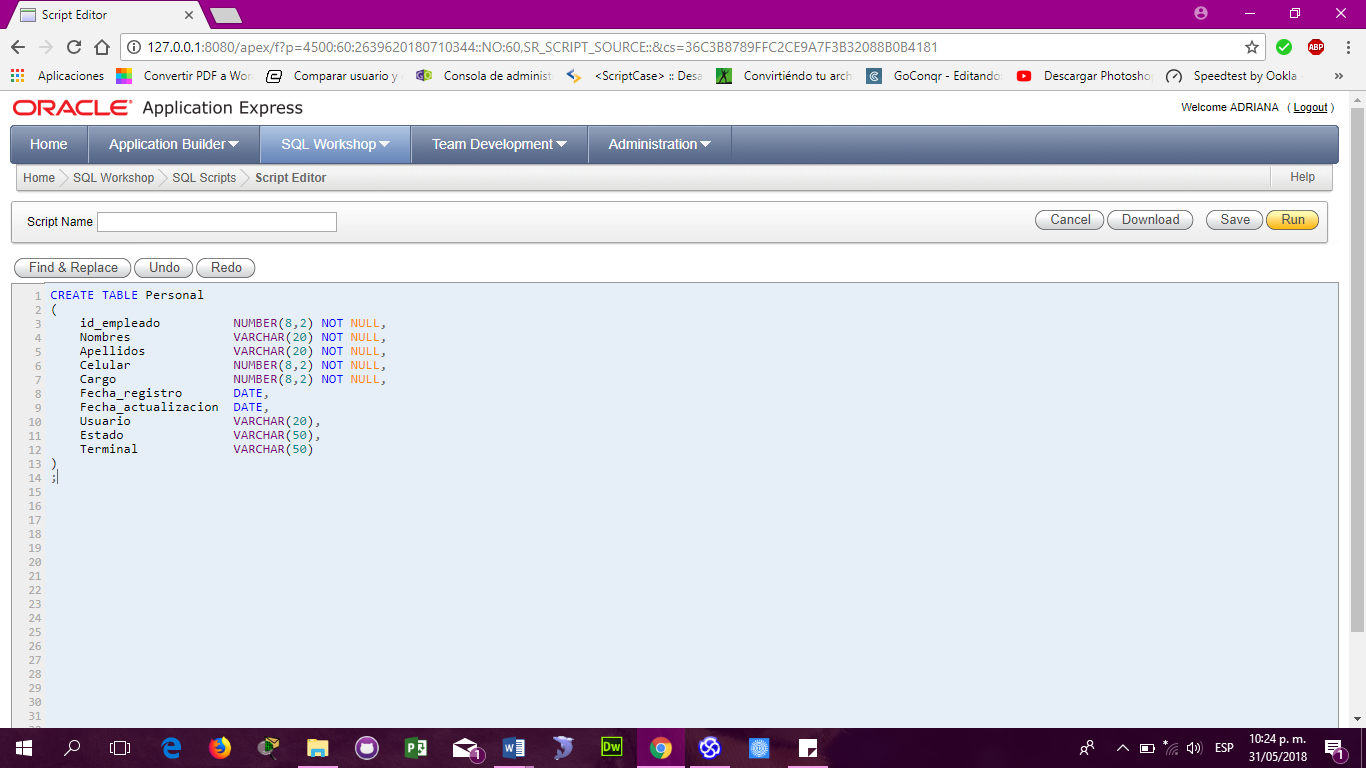 Script Editor
127.0.0.1:8080/apex/f?p=4500:60:2639620180710344::NO:60,SR_SCRIPT_SOURCE::&cs=36C3B8789FFC2CE9A7F3B32088B0B4181
ABP
Aplicaciones Convertir PDF a Wor Comparar usuario y Consola de administ <ScriptCase> :: Desa Convirtiéndo tu arch GoConqr - Editando Descargar Photosho Speedtest by Ookla »
ORACLE Application Express
Welcome ADRIANA ( Logout )
Home Application Builder SQL Workshop Team Development Administration
Home SQL Workshop SQL Scripts Script Editor Help
Script Name Cancel Download Save Run
Find & Replace Undo Redo
1 CREATE TABLE Personal
2 (
3 id_empleado NUMBER(8,2) NOT NULL,
4 Nombres VARCHAR(20) NOT NULL,
5 Apellidos VARCHAR(20) NOT NULL,
6 Celular NUMBER(8,2) NOT NULL,
7 Cargo NUMBER(8,2) NOT NULL,
8 Fecha_registro DATE,
9 Fecha_actualizacion DATE,
10 Usuario VARCHAR(20),
11 Estado VARCHAR(50),
12 Terminal VARCHAR(50)
13 )
14 ;
15
16
17
18
19
20
21
22
23
24
25
26
27
28
29
30
31
Dw
ESP
10:24 p. m.
31/05/2018
1
1